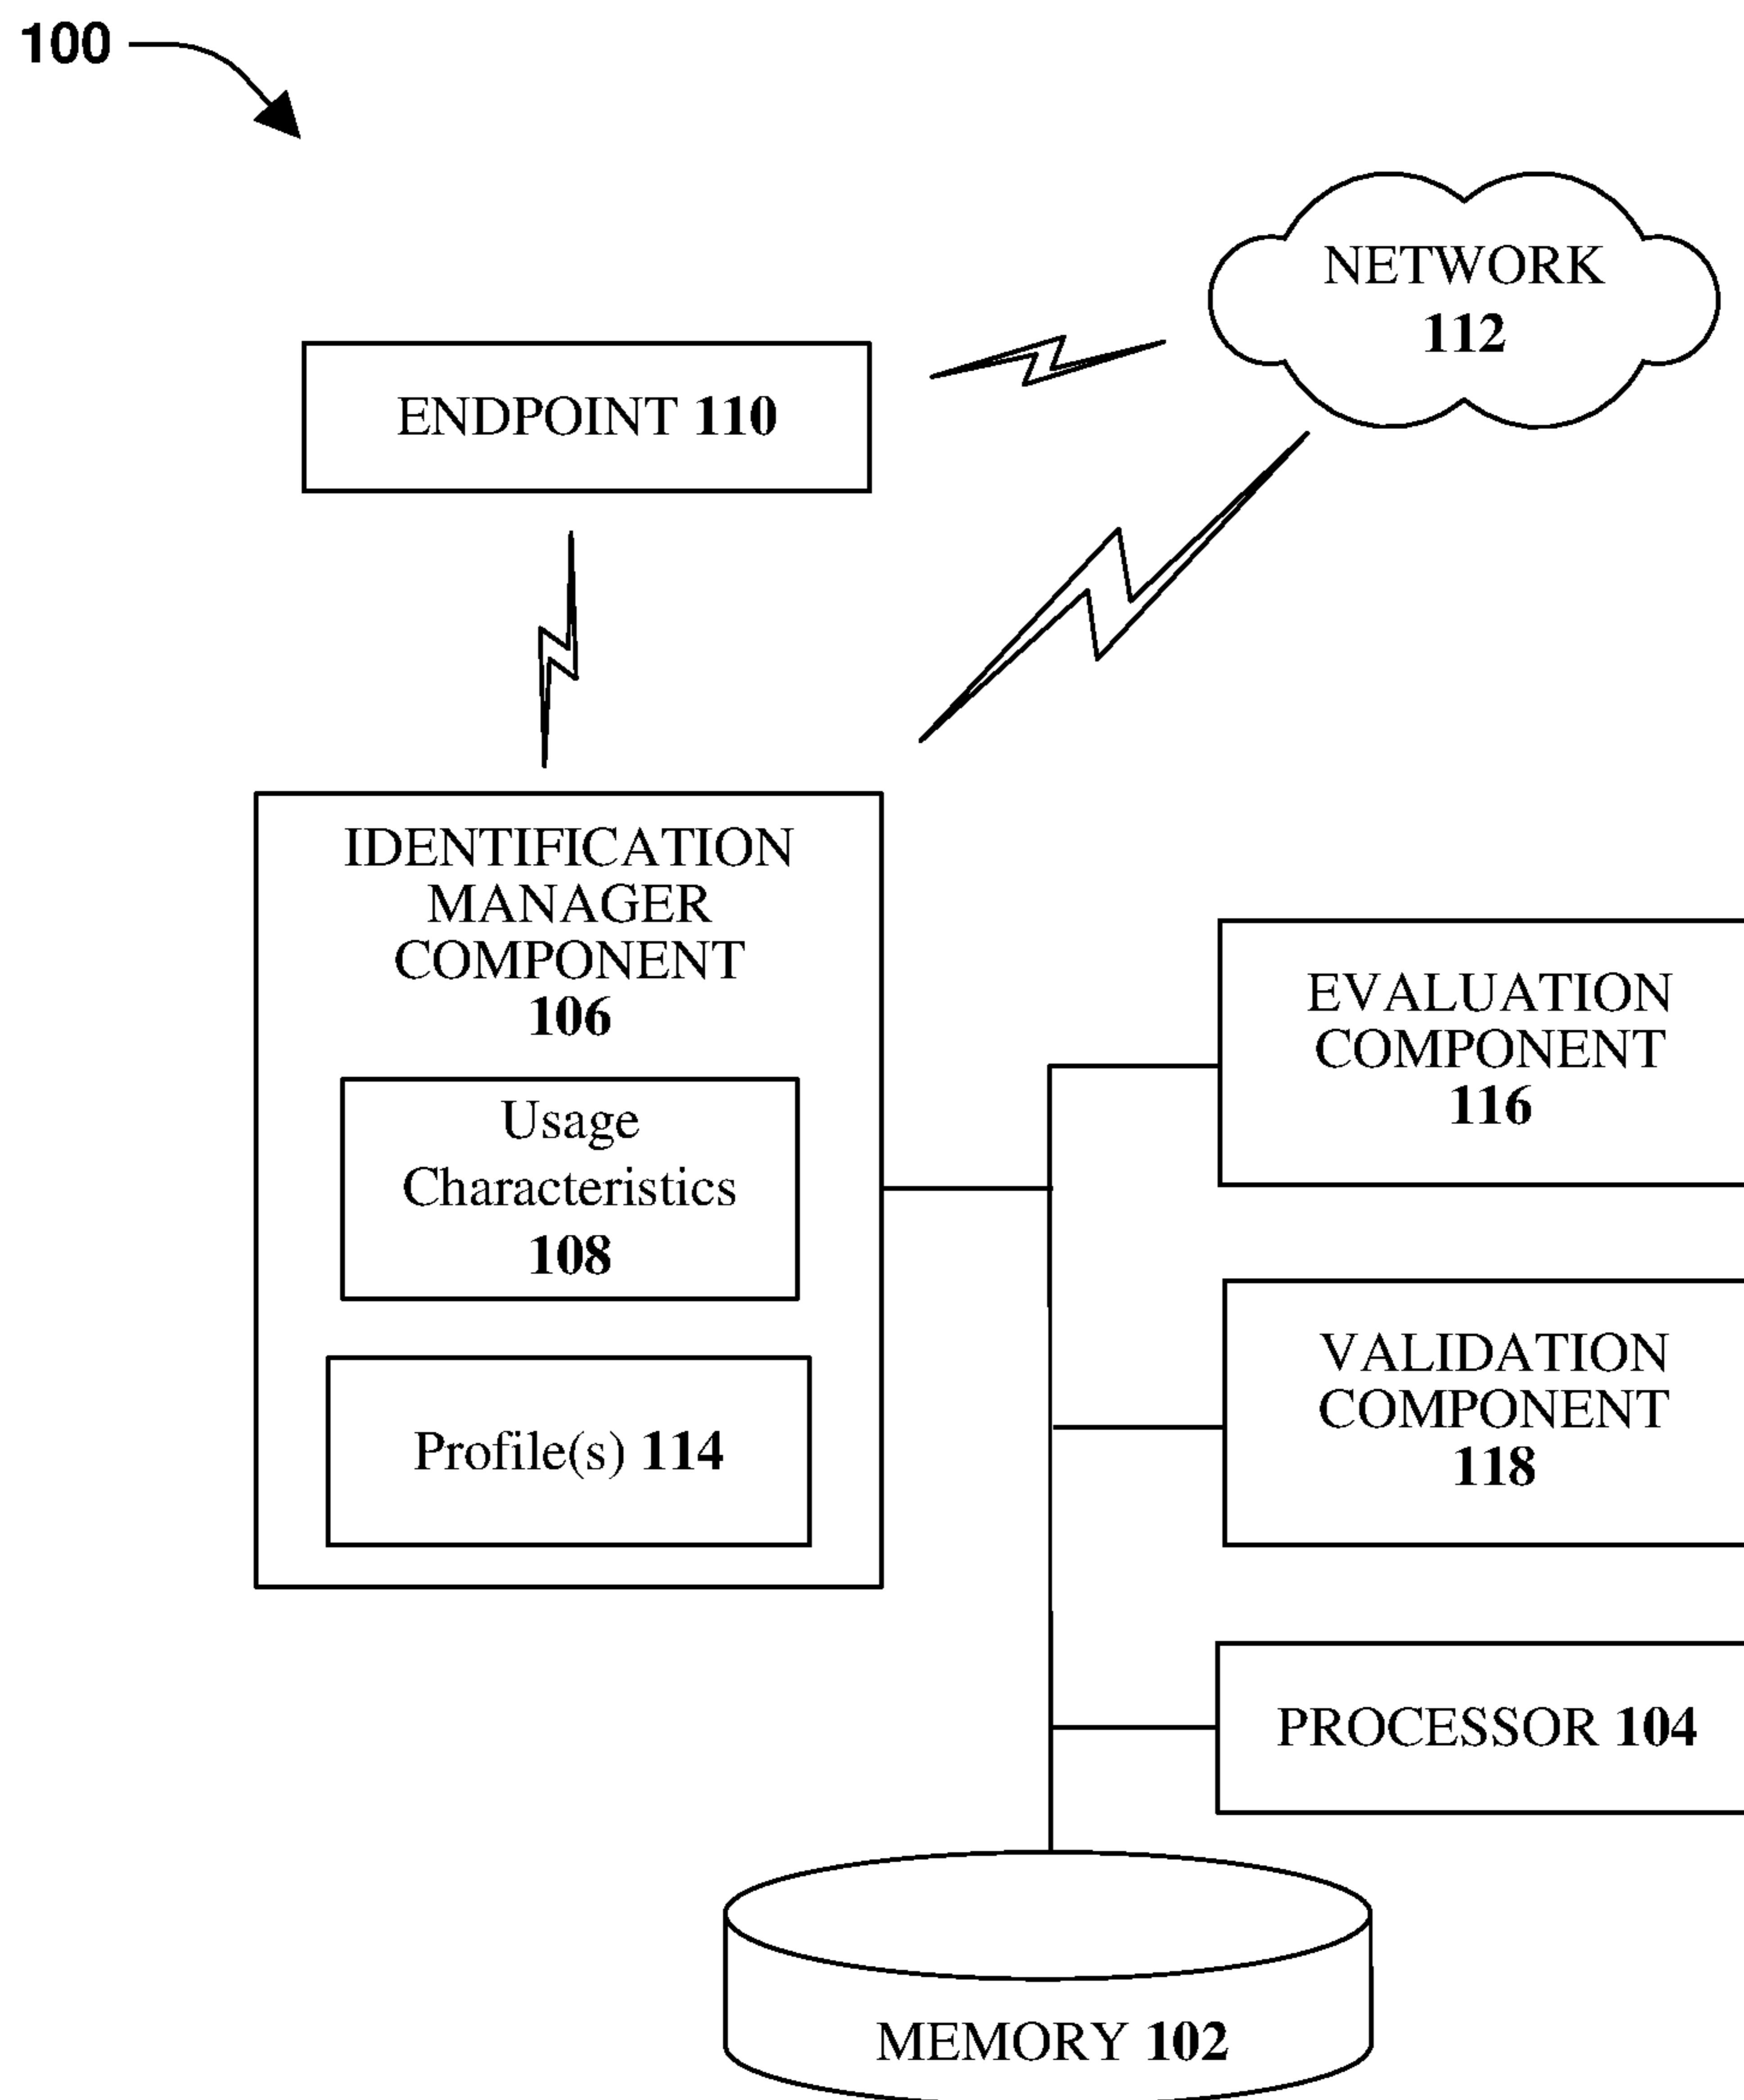 100
NETWORK
112
ENDPOINT 110
IDENTIFICATION
MANAGER
COMPONENT
106
Usage
Characteristics
108
Profile(s) 114
EVALUATION
COMPONENT
116
VALIDATION
COMPONENT
118
PROCESSOR 104
MEMORY 102